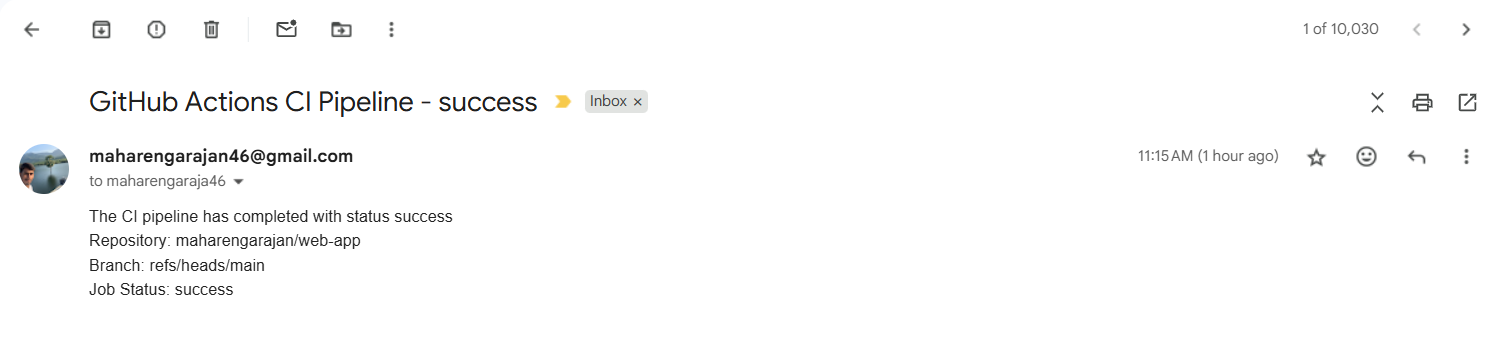 1 of 10,030
GitHub Actions CI Pipeline - success Inbox ×
maharengarajan46@gmail.com 11:15 AM (1 hour ago)
to maharengaraja46
The CI pipeline has completed with status success
Repository: maharengarajan/web-app
Branch: refs/heads/main
Job Status: success